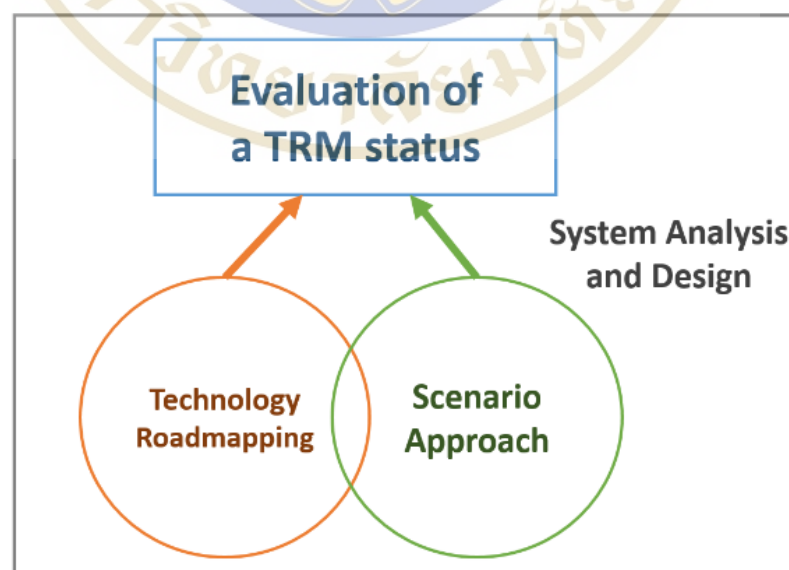 Evaluation of
a TRM status
System Analysis
and Design
Technology
Roadmapping
Scenario
Approach